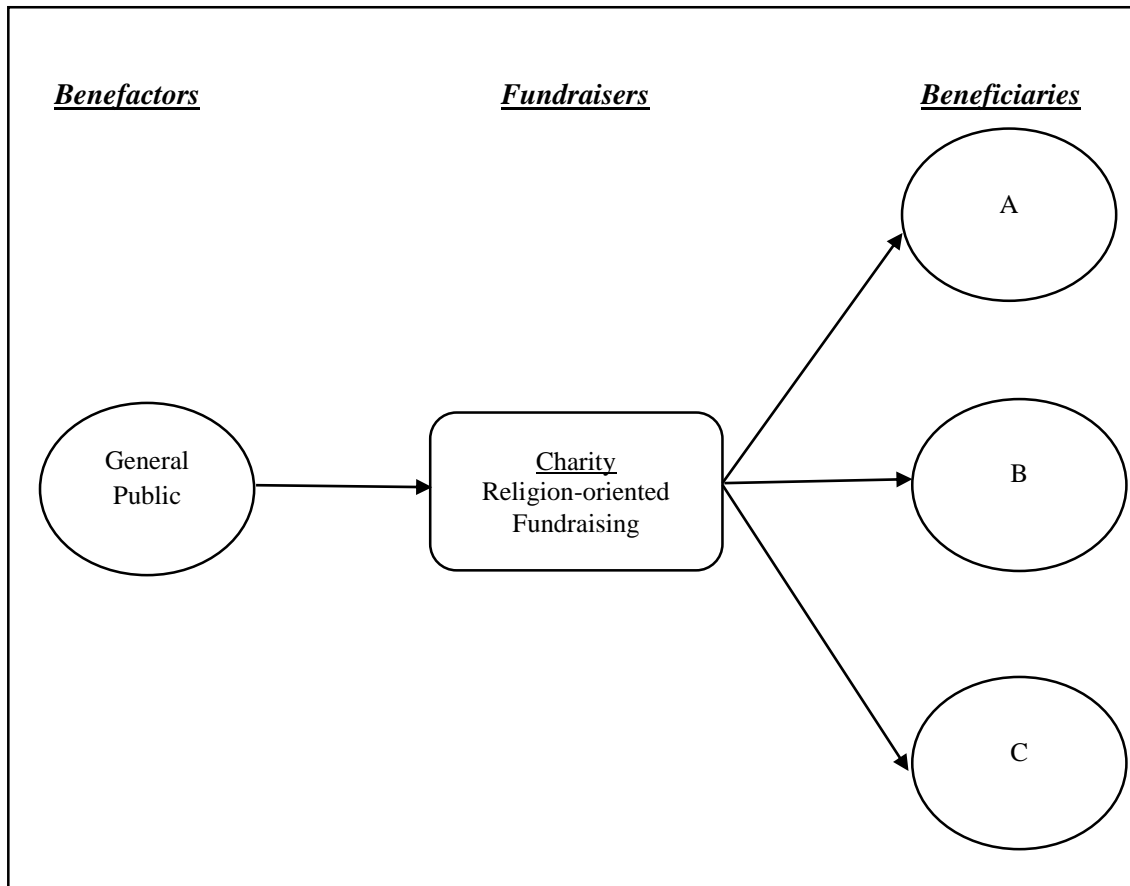 Benefactors
Fundraisers
Beneficiaries
A
General
Public
Charity
Religion-oriented
Fundraising
B
C